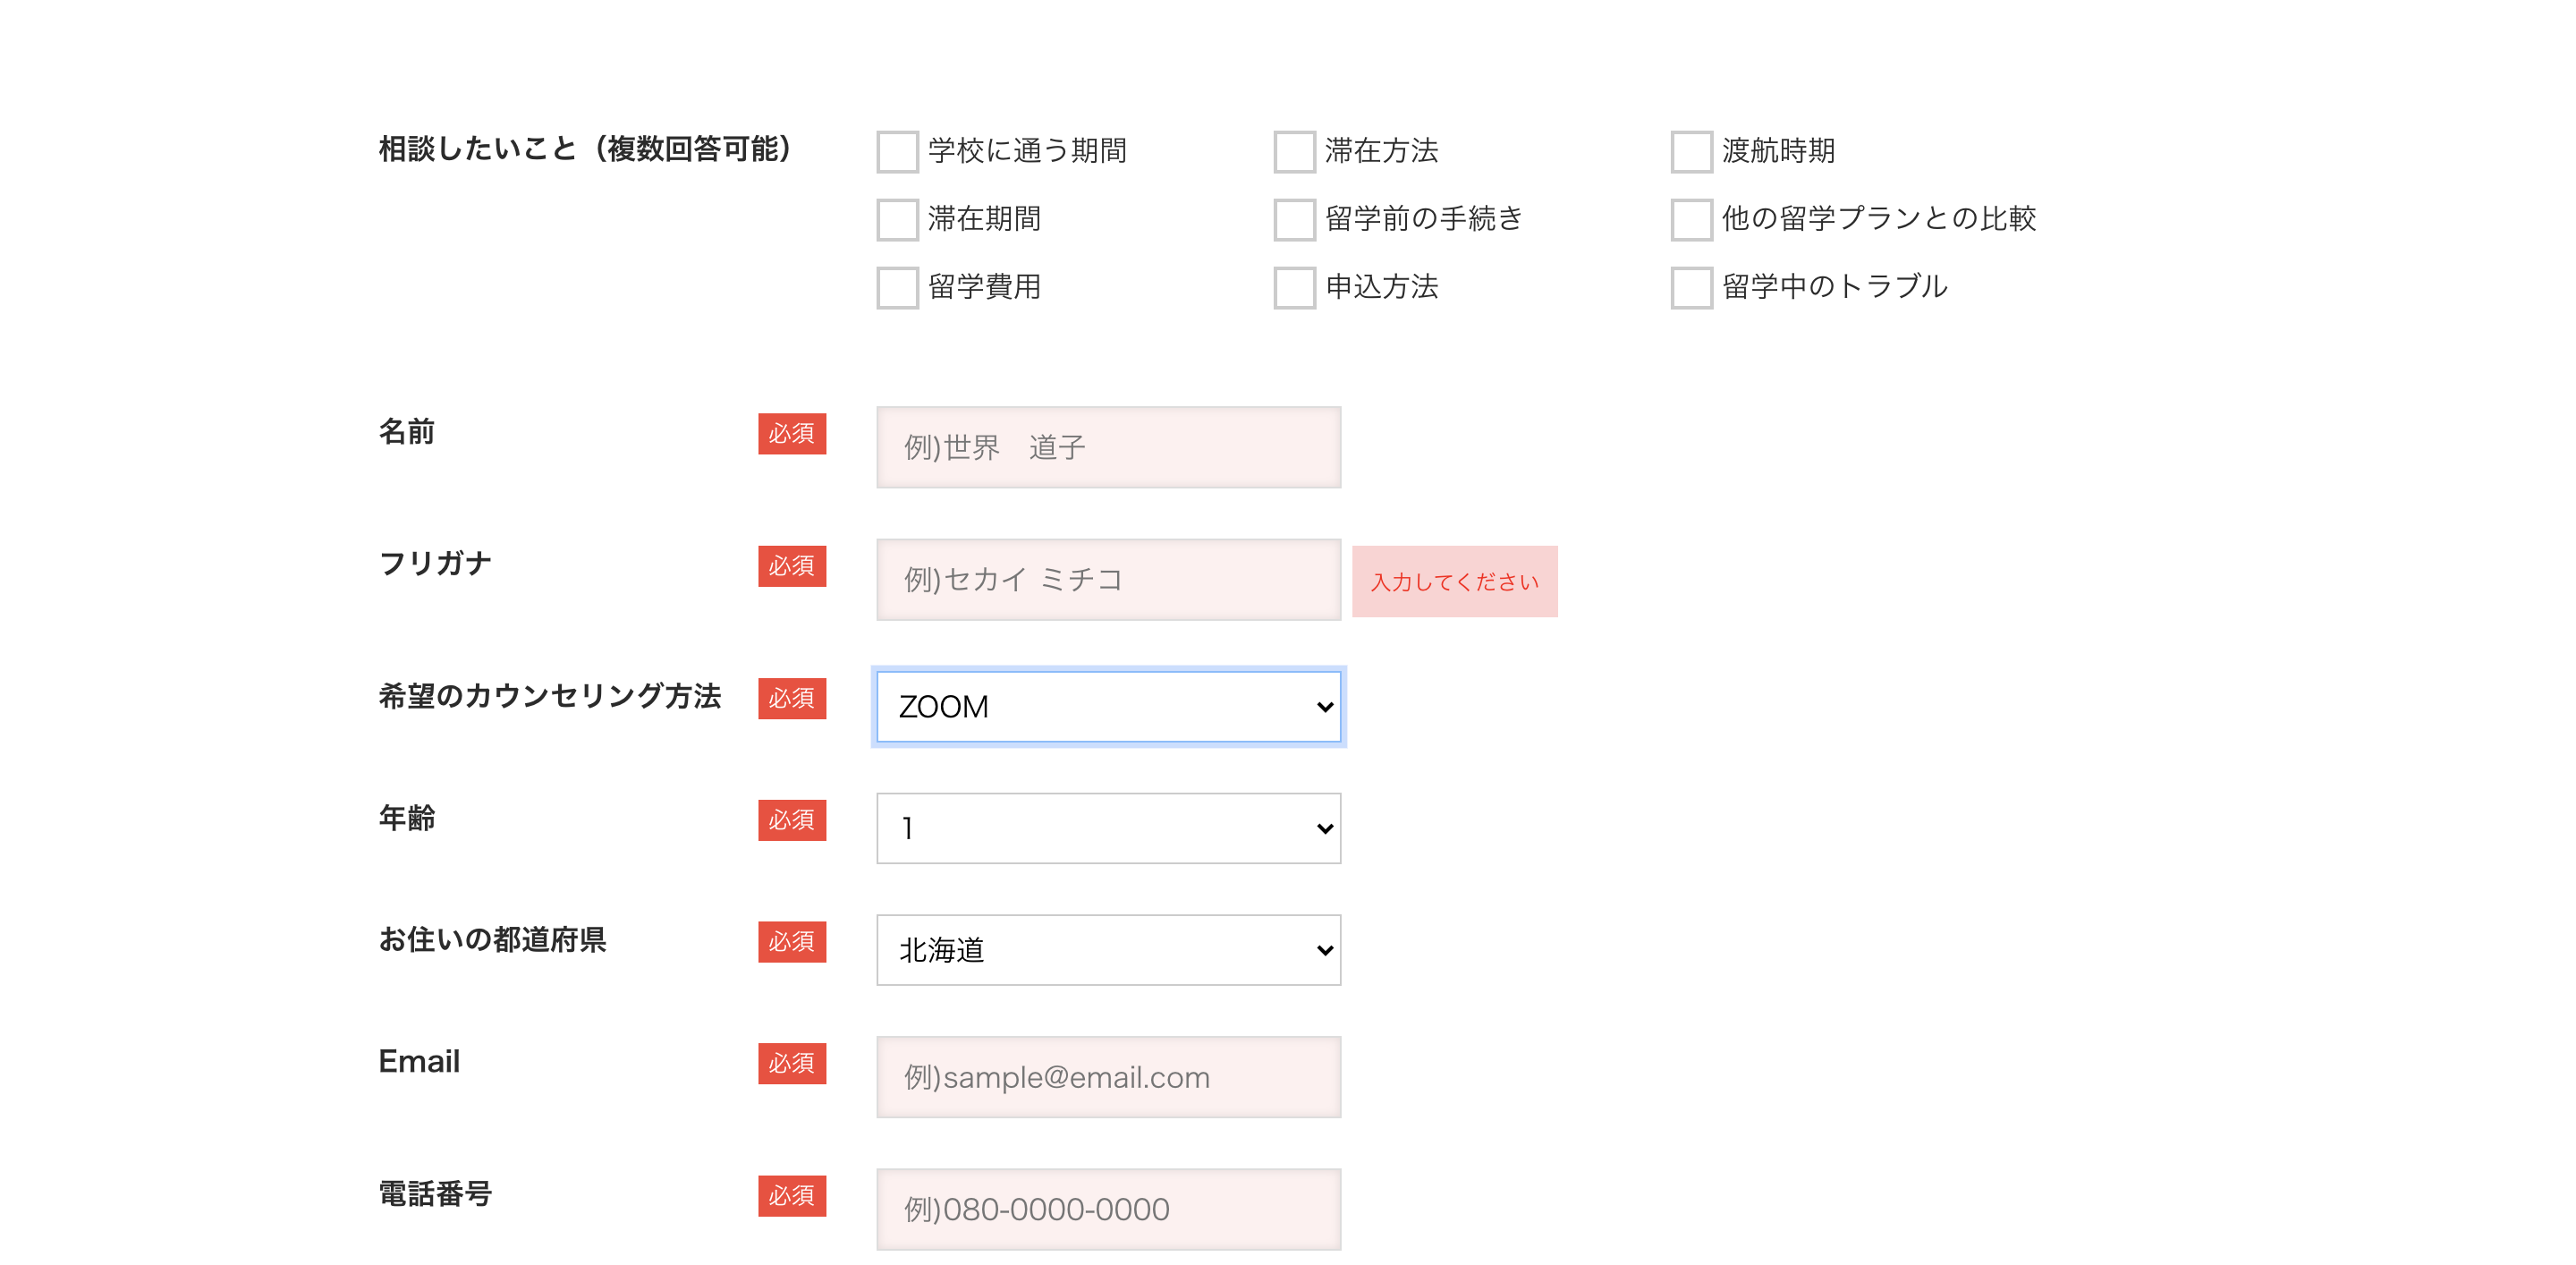 相談したいこと（複数回答可能）
学校に通う期間 滞在方法 渡航時期
滞在期間 留学前の手続き 他の留学プランとの比較
留学費用 申込方法 留学中のトラブル
名前 必須 例)世界　道子
フリガナ 必須 例)セカイ ミチコ 入力してください
希望のカウンセリング方法 必須 ZOOM
年齢 必須 1
お住いの都道府県 必須 北海道
Email 必須 例)sample@email.com
電話番号 必須 例)080-0000-0000